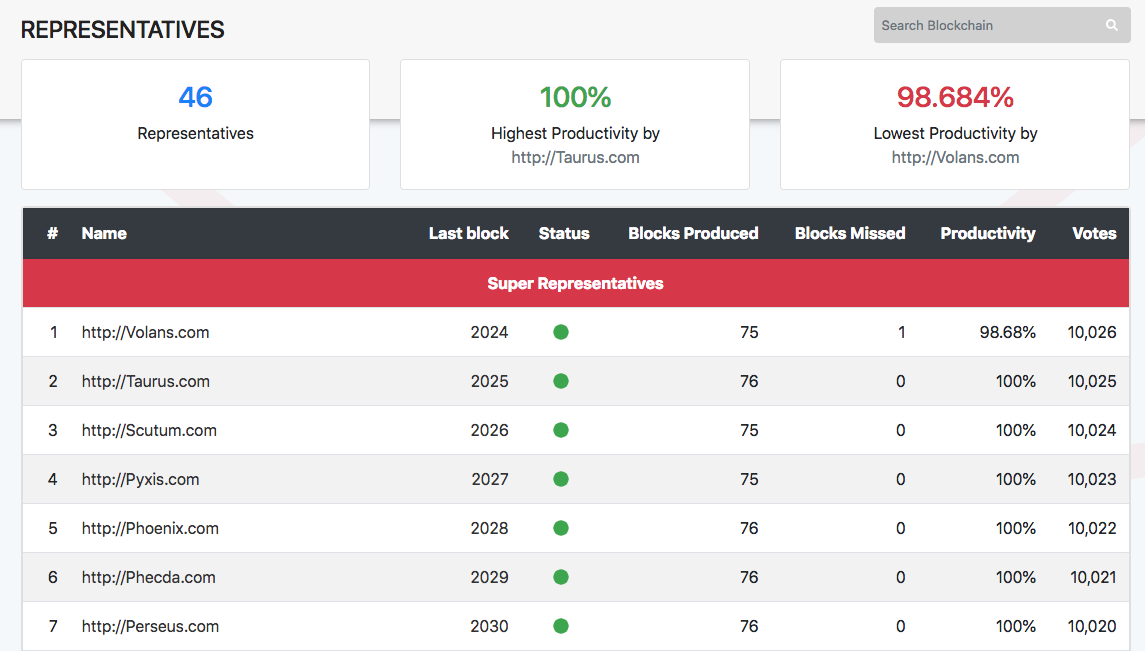 REPRESENTATIVES
Search Blockchain
46
Representatives
100%
Highest Productivity by
http://Taurus.com
98.684%
Lowest Productivity by
http://Volans.com
# Name Last block Status Blocks Produced Blocks Missed Productivity Votes
Super Representatives
1 http://Volans.com 2024 75 1 98.68% 10,026
2 http://Taurus.com 2025 76 0 100% 10,025
3 http://Scutum.com 2026 75 0 100% 10,024
4 http://Pyxis.com 2027 75 0 100% 10,023
5 http://Phoenix.com 2028 76 0 100% 10,022
6 http://Phecda.com 2029 76 0 100% 10,021
7 http://Perseus.com 2030 76 0 100% 10,020